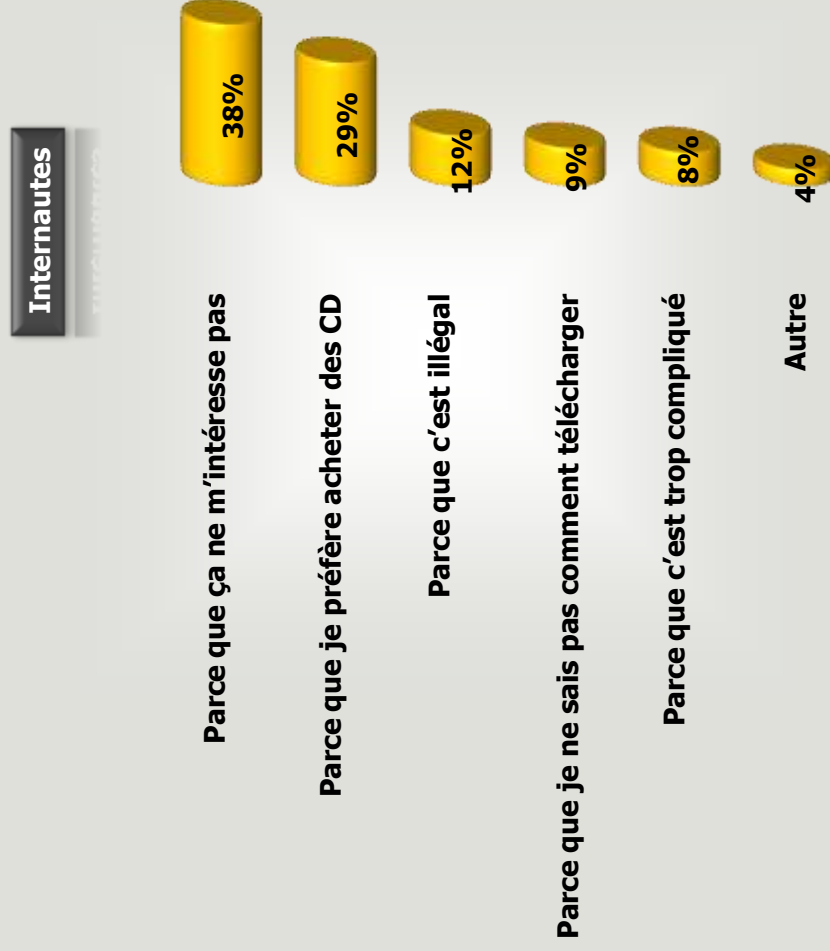 Internautes
Parce que ça ne m’intéresse pas
38%
Parce que je préfère acheter des CD
29%
Parce que c’est illégal
12%
Parce que je ne sais pas comment télécharger
9%
Parce que c’est trop compliqué
8%
Autre
4%